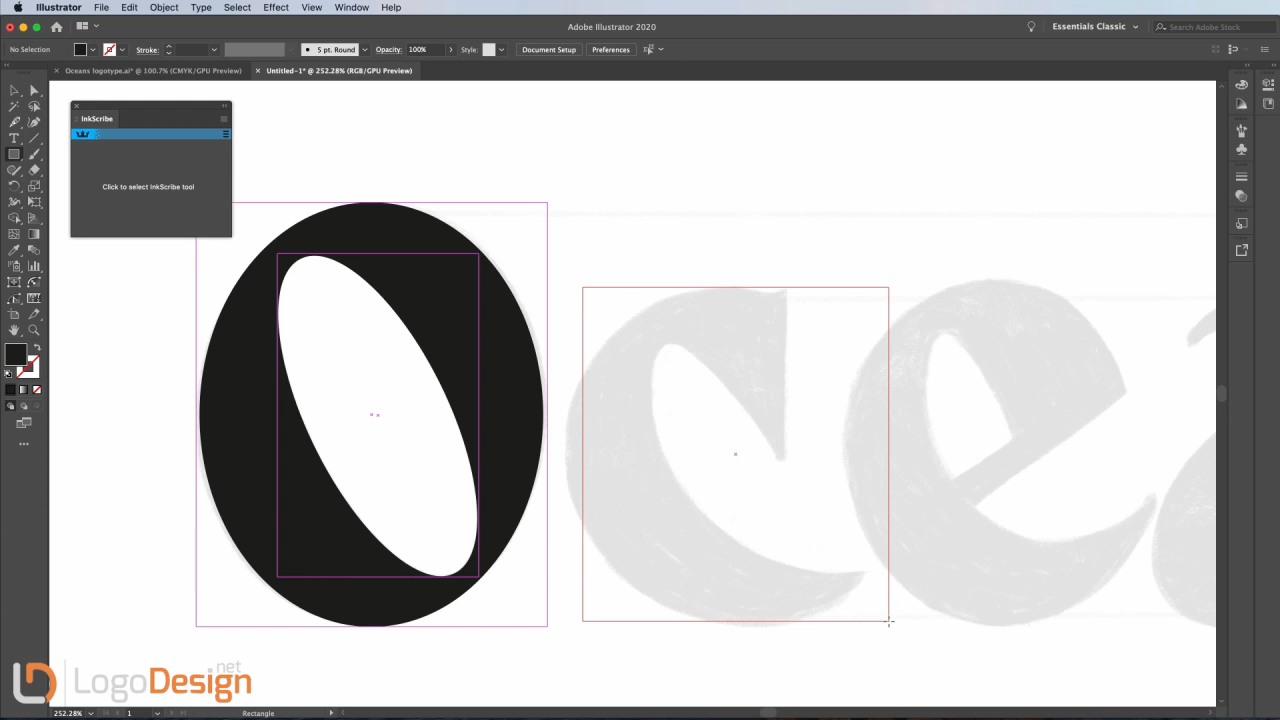 Illustrator File Edit Object Type Select Effect View Window Help
Adobe Illustrator 2020
Essentials Classic
Search Adobe Stock
No Selection
Stroke:
5 pt. Round
Opacity: 100%
Style:
Document Setup
Preferences
Oceans logotype.ai* @ 100.7% (CMYK/GPU Preview)
Untitled-1* @ 252.28% (RGB/GPU Preview)
InkScribe
Click to select InkScribe tool
O
ce
LogoDesign
.net
252.28%
1
Rectangle